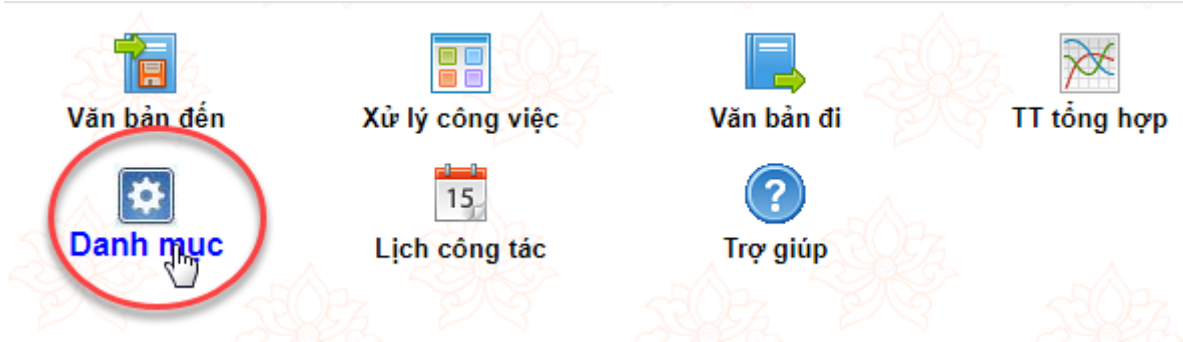 Văn bản đến
Xử lý công việc
Văn bản đi
TT tổng hợp
Danh mục
15
Lịch công tác
?
Trợ giúp